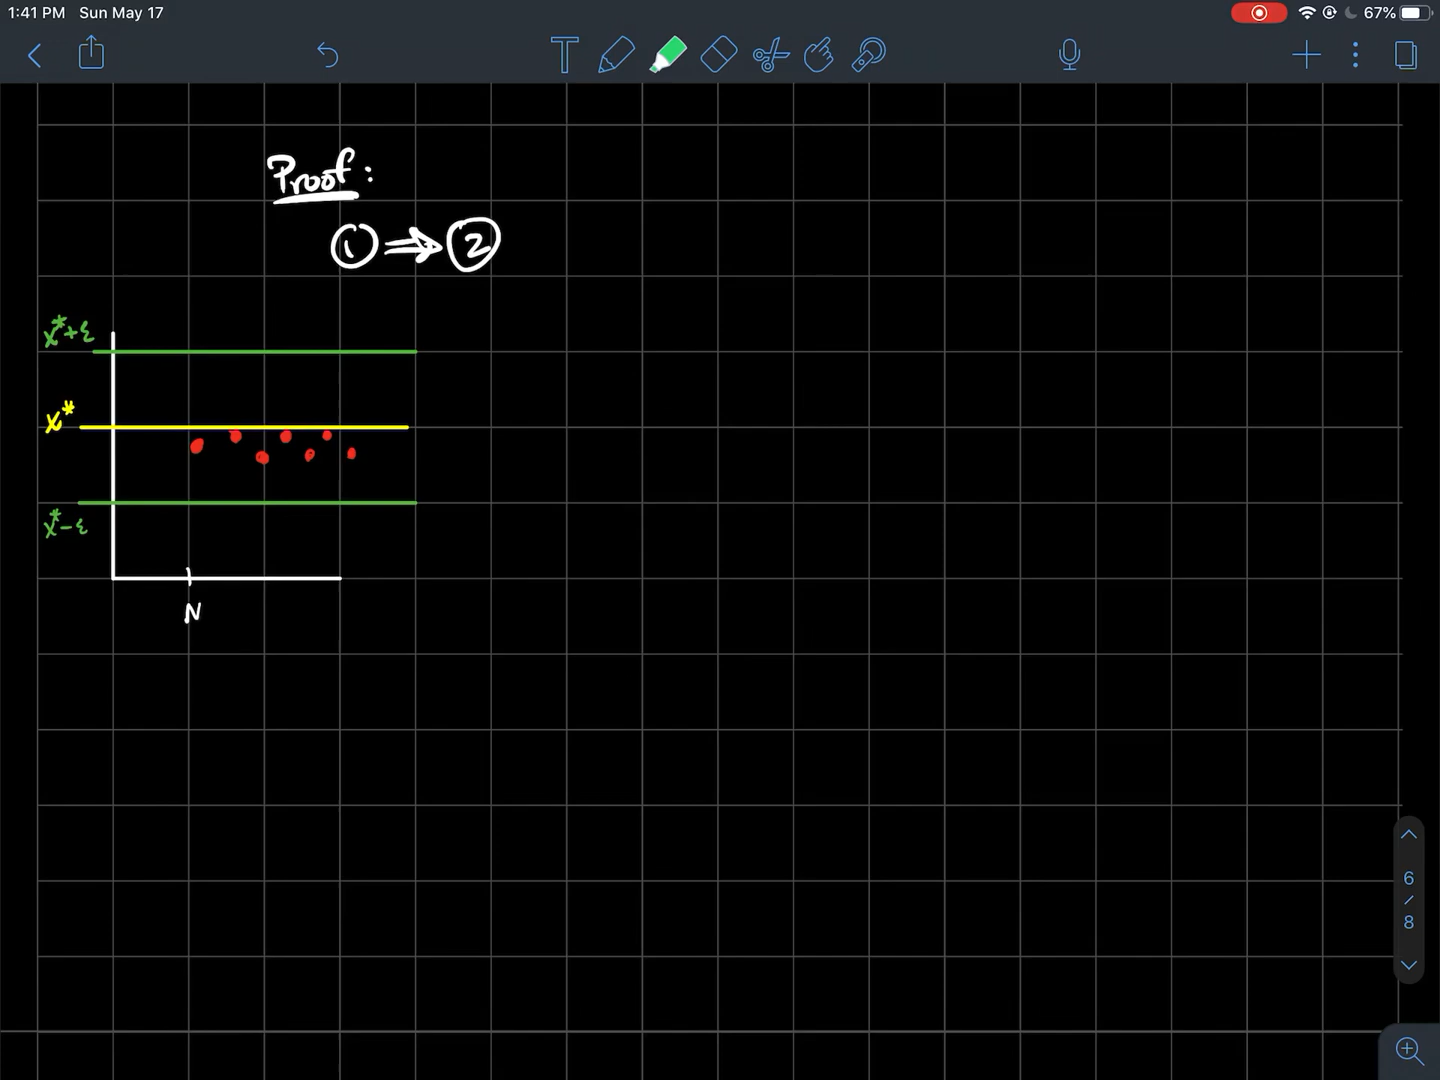 1:41 PM Sun May 17
67%
T
Proof:
① ⇒ ②
x*+ε
x*
x*-ε
N
6
/
8